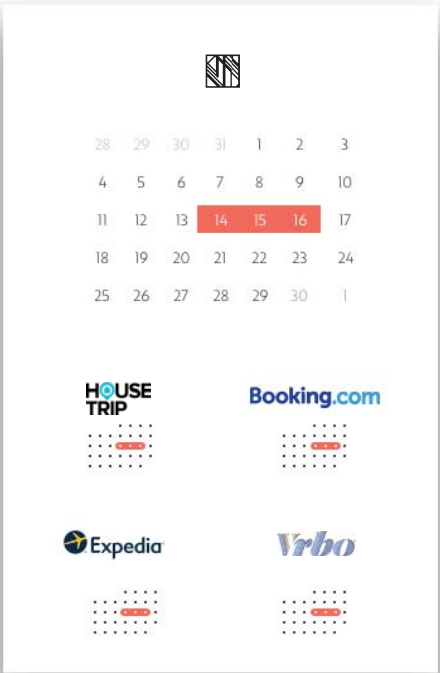 28 29 30 31 1 2 3
4 5 6 7 8 9 10
11 12 13 14 15 16 17
18 19 20 21 22 23 24
25 26 27 28 29 30 1
HOUSE
TRIP
Booking.com
Expedia
Vrbo